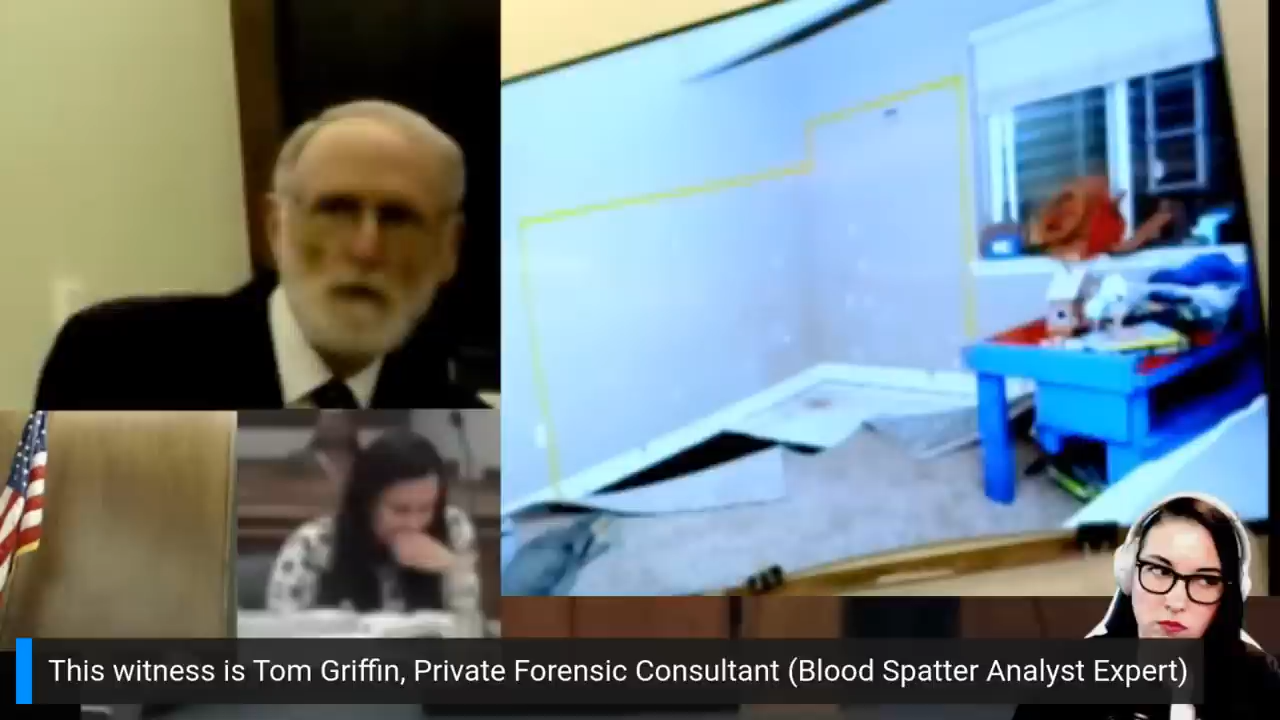 This witness is Tom Griffin, Private Forensic Consultant (Blood Spatter Analyst Expert)